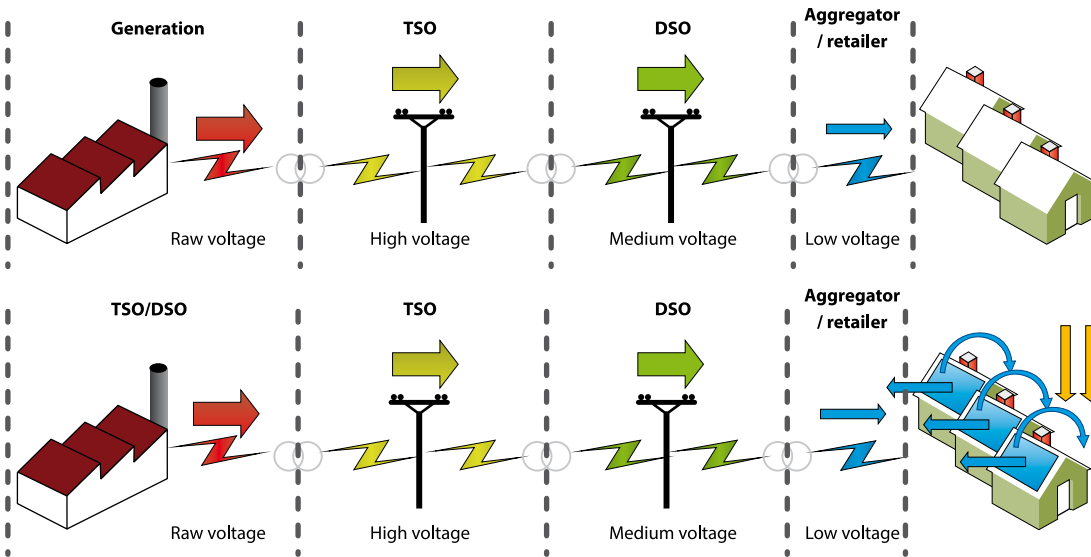 Generation
TSO
DSO
Aggregator
/ retailer
Raw voltage
High voltage
Medium voltage
Low voltage
TSO/DSO
TSO
DSO
Aggregator
/ retailer
Raw voltage
High voltage
Medium voltage
Low voltage